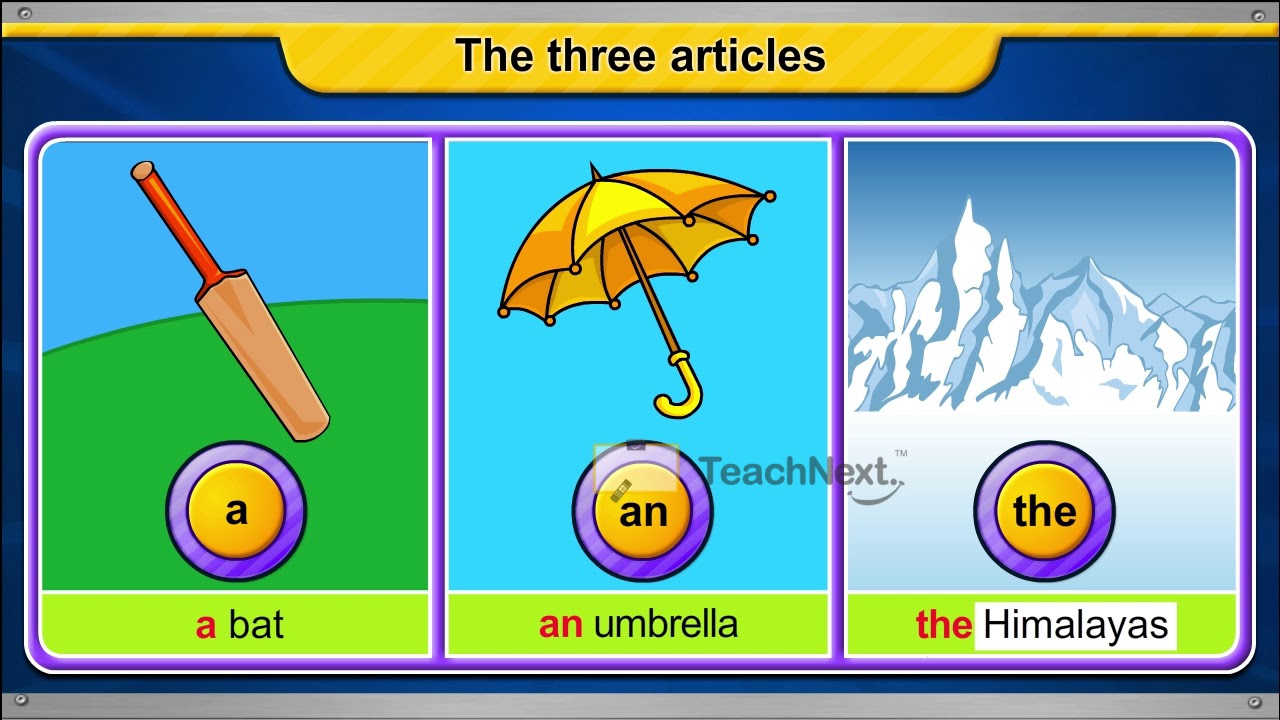 The three articles
a
an
the
TeachNext.™
a bat
an umbrella
the Himalayas